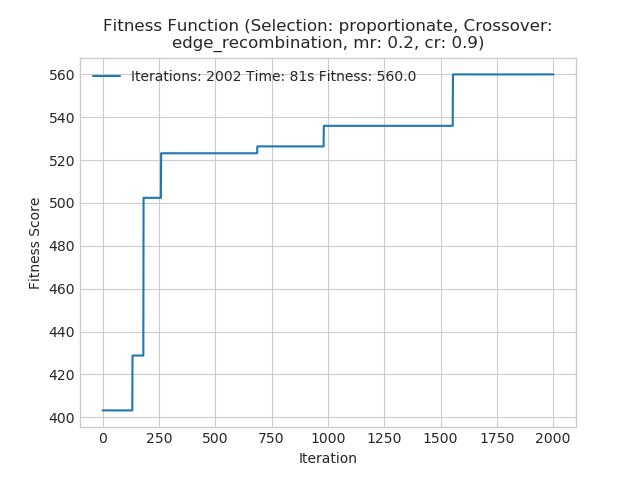 Fitness Function (Selection: proportionate, Crossover:
edge_recombination, mr: 0.2, cr: 0.9)
Iterations: 2002 Time: 81s Fitness: 560.0
Fitness Score
560
540
520
500
480
460
440
420
400
0 250 500 750 1000 1250 1500 1750 2000
Iteration